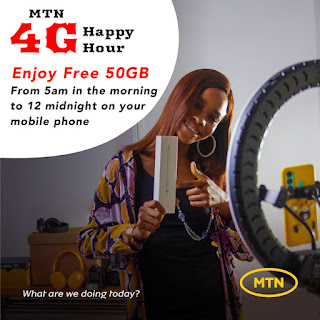 MTN
4G Happy
Hour
Enjoy Free 50GB
From 5am in the morning
to 12 midnight on your
mobile phone
MTN
What are we doing today?